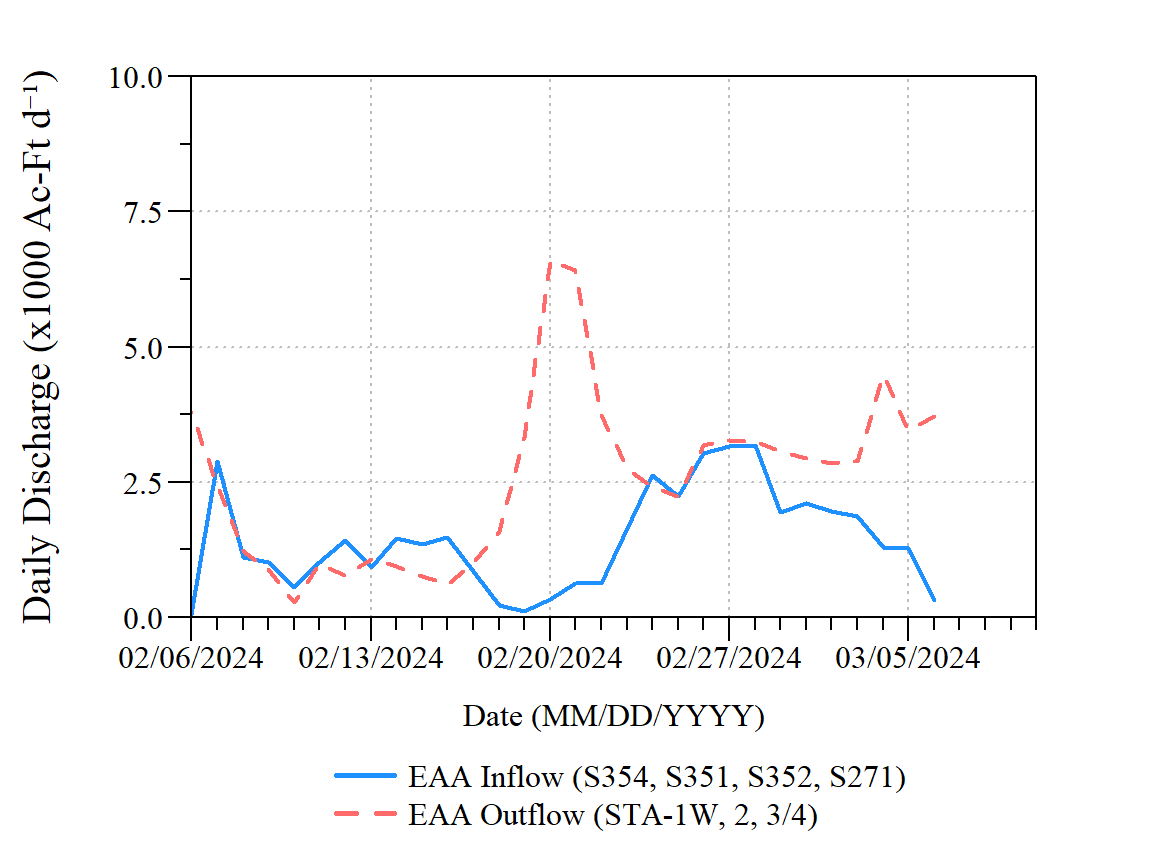 Daily Discharge (x1000 Ac-Ft d⁻¹)
10.0
7.5
5.0
2.5
0.0
02/06/2024 02/13/2024 02/20/2024 02/27/2024 03/05/2024
Date (MM/DD/YYYY)
EAA Inflow (S354, S351, S352, S271)
EAA Outflow (STA-1W, 2, 3/4)